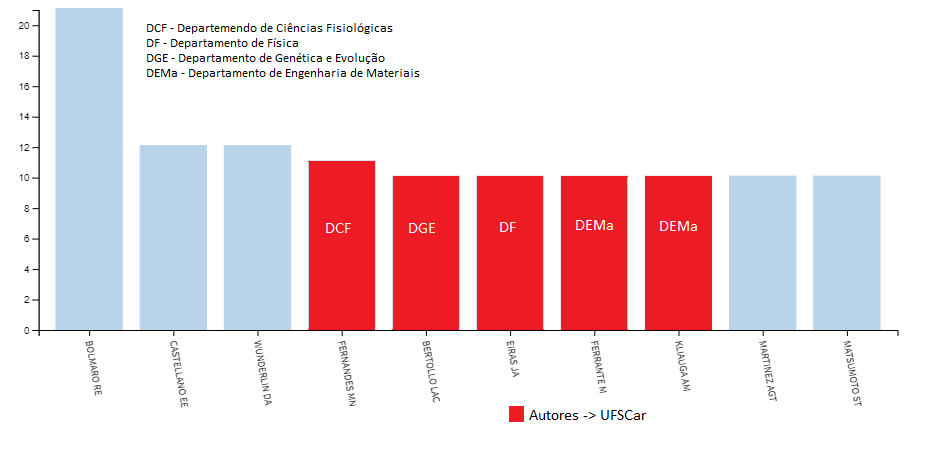 DCF - Departemendo de Ciências Fisiológicas
DF - Departamento de Física
DGE - Departamento de Genética e Evolução
DEMa - Departamento de Engenharia de Materiais
20
18
16
14
12
10
8
6
4
2
0
DCF
DGE
DF
DEMa
DEMa
BOLMARO RE
CASTELLANO EE
WUNDERLIN DA
FERNANDES MN
BERTOLLO LAC
EIRAS JA
FERRANTE M
KLIAUGA AM
MARTINEZ AGT
MATSUMOTO ST
Autores -> UFSCar